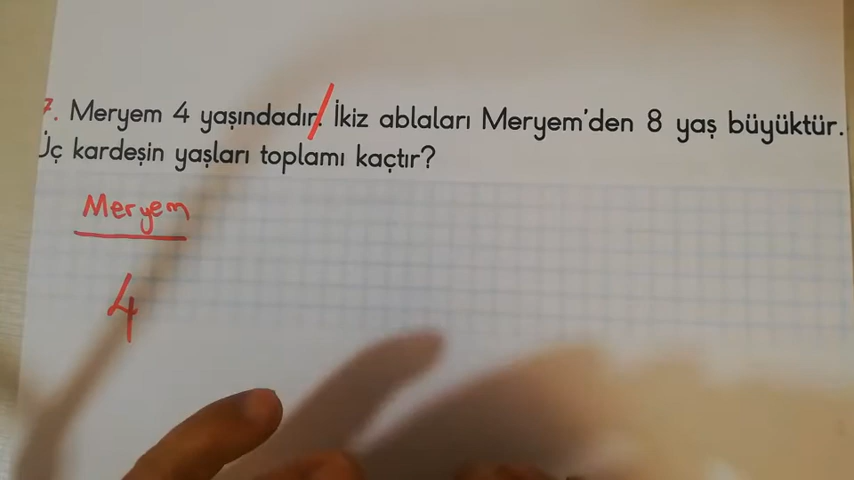 7. Meryem 4 yaşındadır. İkiz ablaları Meryem'den 8 yaş büyüktür.
Üç kardeşin yaşları toplamı kaçtır?
Meryem
4